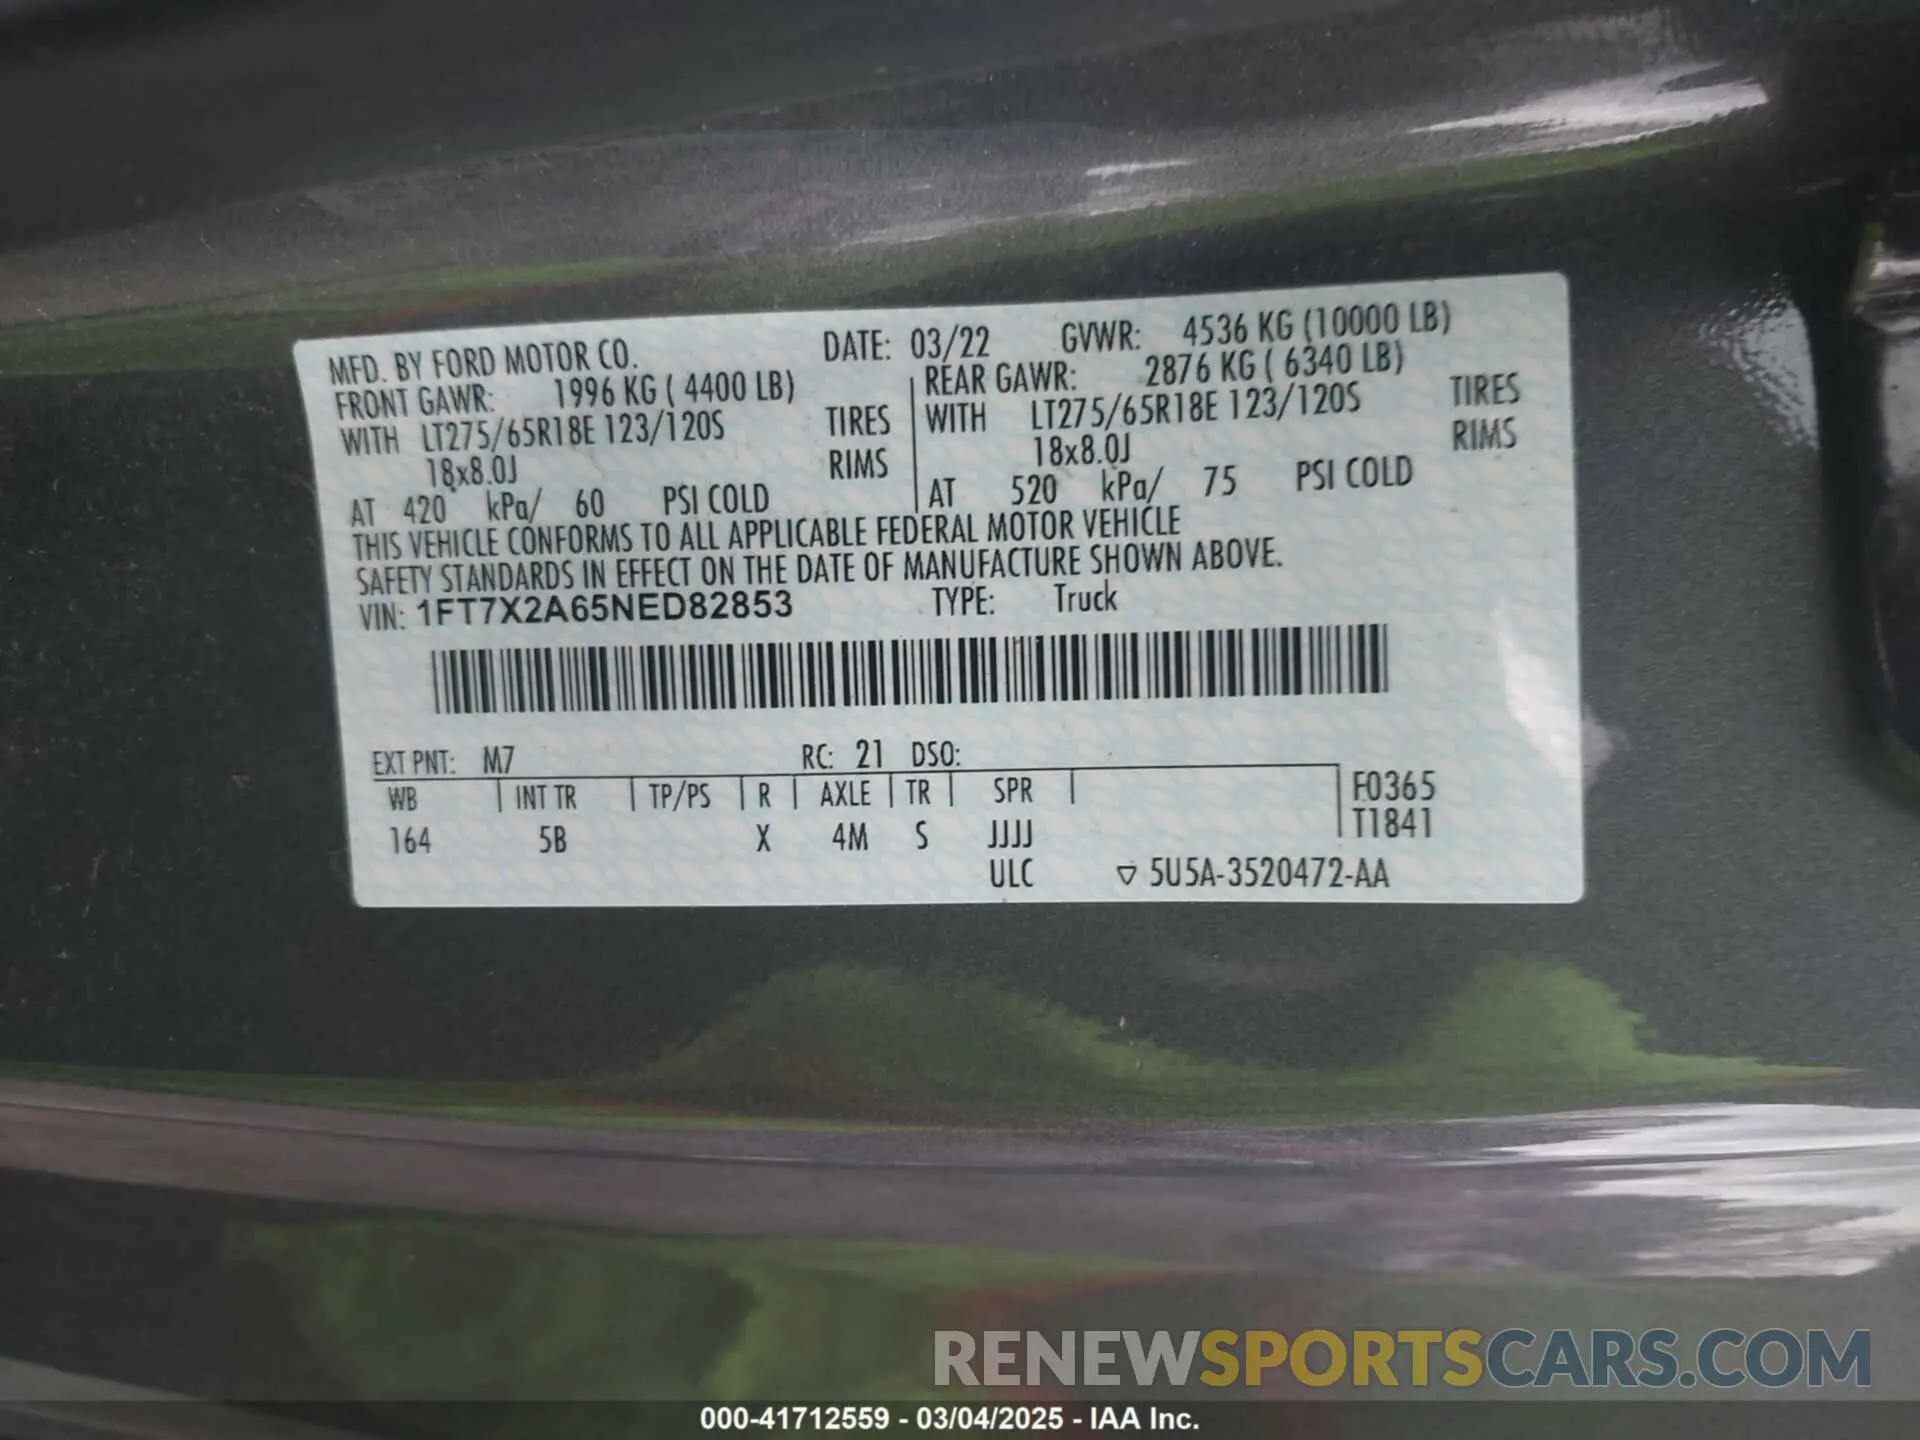 MFD. BY FORD MOTOR CO. DATE: 03/22 GVWR: 4536 KG (10000 LB)
FRONT GAWR: 1996 KG ( 4400 LB) REAR GAWR: 2876 KG ( 6340 LB)
WITH LT275/65R18E 123/120S TIRES WITH LT275/65R18E 123/120S TIRES
18x8.0J RIMS 18x8.0J RIMS
AT 420 kPa/ 60 PSI COLD AT 520 kPa/ 75 PSI COLD
THIS VEHICLE CONFORMS TO ALL APPLICABLE FEDERAL MOTOR VEHICLE
SAFETY STANDARDS IN EFFECT ON THE DATE OF MANUFACTURE SHOWN ABOVE.
VIN: 1FT7X2A65NED82853 TYPE: Truck
EXT PNT: M7 RC: 21 DSO:
WB INT TR TP/PS R AXLE TR SPR F0365
164 5B X 4M S JJJJ T1841
ULC ▽ 5U5A-3520472-AA
RENEWSPORTSCARS.COM
000-41712559 - 03/04/2025 - IAA Inc.